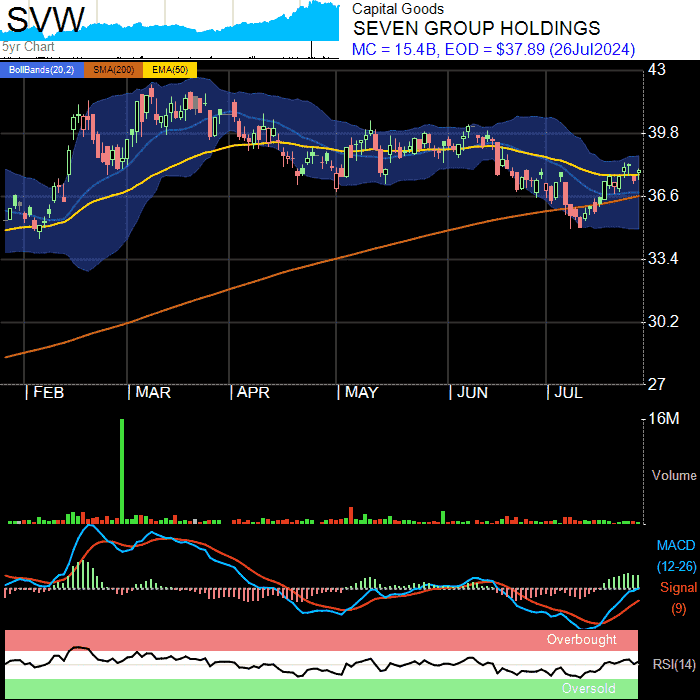 SVW
5yr Chart
Capital Goods
SEVEN GROUP HOLDINGS
MC = 15.4B, EOD = $37.89 (26Jul2024)
BollBands(20,2) SMA(200) EMA(50)
43
39.8
36.6
33.4
30.2
27
FEB MAR APR MAY JUN JUL
16M
Volume
MACD
(12-26)
Signal
(9)
Overbought
RSI(14)
Oversold